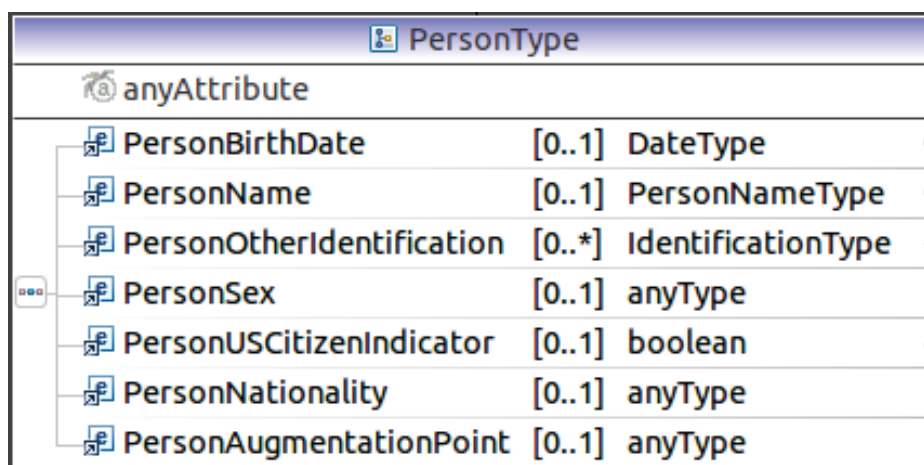 PersonType
anyAttribute
PersonBirthDate [0..1] DateType
PersonName [0..1] PersonNameType
PersonOtherIdentification [0..*] IdentificationType
PersonSex [0..1] anyType
PersonUSCitizenIndicator [0..1] boolean
PersonNationality [0..1] anyType
PersonAugmentationPoint [0..1] anyType